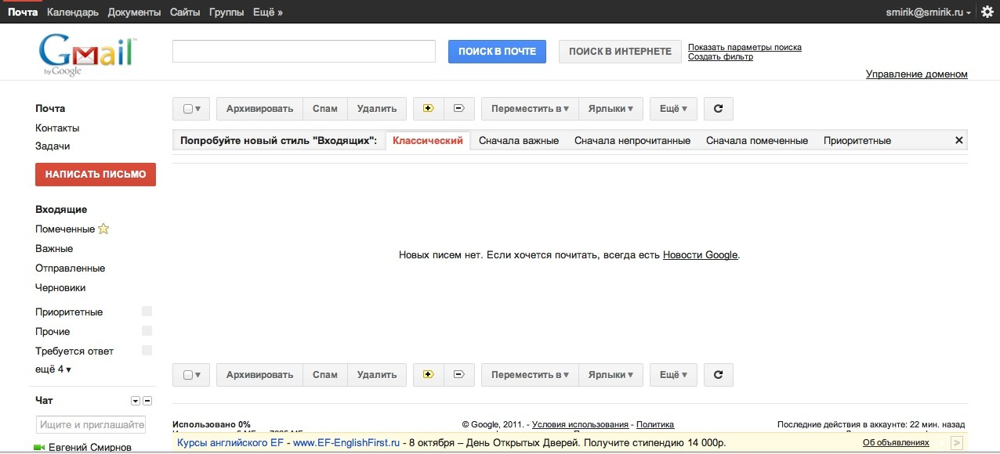 Почта Календарь Документы Сайты Группы Ещё » smirik@smirik.ru
Gmail™
by Google
ПОИСК В ПОЧТЕ ПОИСК В ИНТЕРНЕТЕ Показать параметры поиска
Создать фильтр
Управление доменом
Почта
Контакты
Задачи
НАПИСАТЬ ПИСЬМО
Входящие
Помеченные
Важные
Отправленные
Черновики
Приоритетные
Прочие
Требуется ответ
ещё 4 ▾
Чат
Ищите и приглашайте
Евгений Смирнов
Архивировать Спам Удалить Переместить в ▾ Ярлыки ▾ Ещё ▾
Попробуйте новый стиль "Входящих": Классический Сначала важные Сначала непрочитанные Сначала помеченные Приоритетные
Новых писем нет. Если хочется почитать, всегда есть Новости Google.
Архивировать Спам Удалить Переместить в ▾ Ярлыки ▾ Ещё ▾
Использовано 0% © Google, 2011. - Условия использования - Политика Последние действия в аккаунте: 22 мин. назад
Курсы английского EF - www.EF-EnglishFirst.ru - 8 октября – День Открытых Дверей. Получите стипендию 14 000р. Об объявлениях >